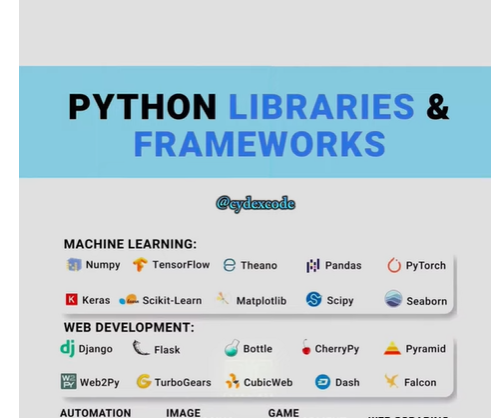 PYTHON LIBRARIES &
FRAMEWORKS
@cydexcode
MACHINE LEARNING:
Numpy TensorFlow Theano Pandas PyTorch
Keras Scikit-Learn Matplotlib Scipy Seaborn
WEB DEVELOPMENT:
dj Django Flask Bottle CherryPy Pyramid
Web2Py TurboGears CubicWeb Dash Falcon
AUTOMATION IMAGE GAME